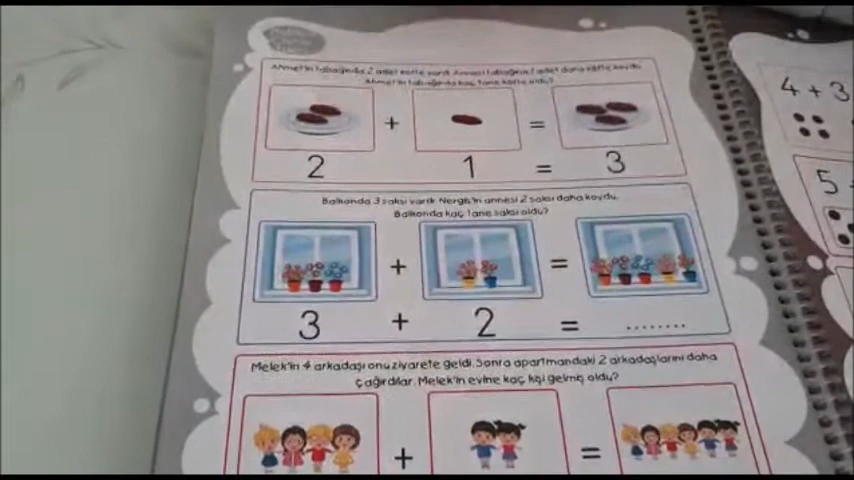 Ahmet'in tabağında 2 adet köfte vardı. Annesi tabağına 1 adet daha köfte koydu.
Ahmet'in tabağında kaç tane köfte oldu?
+ =
2 1 = 3
4 + 3
5
Balkonda 3 saksı vardı. Nergis'in annesi 2 saksı daha koydu.
Balkonda kaç tane saksı oldu?
+ =
3 + 2 = ........
Melek'in 4 arkadaşı onu ziyarete geldi. Sonra apartmandaki 2 arkadaşlarını daha
çağırdılar. Melek'in evine kaç kişi gelmiş oldu?
+ =